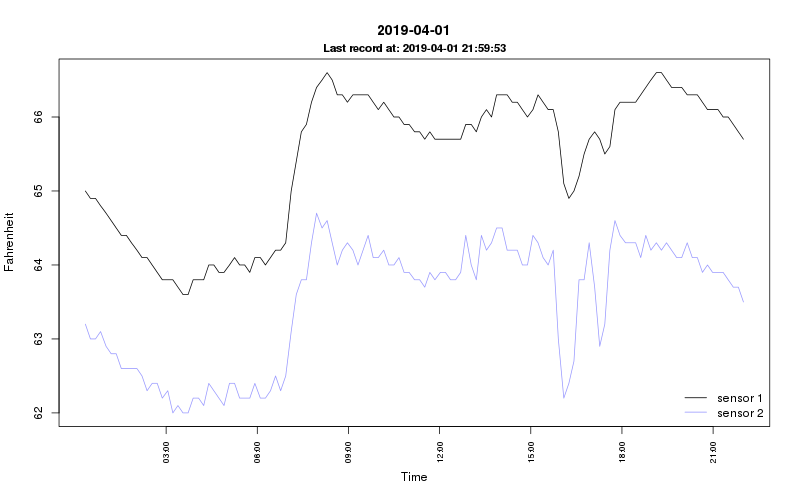 2019-04-01
Last record at: 2019-04-01 21:59:53
Fahrenheit
66
65
64
63
62
sensor 1
sensor 2
03:00 06:00 09:00 12:00 15:00 18:00 21:00
Time